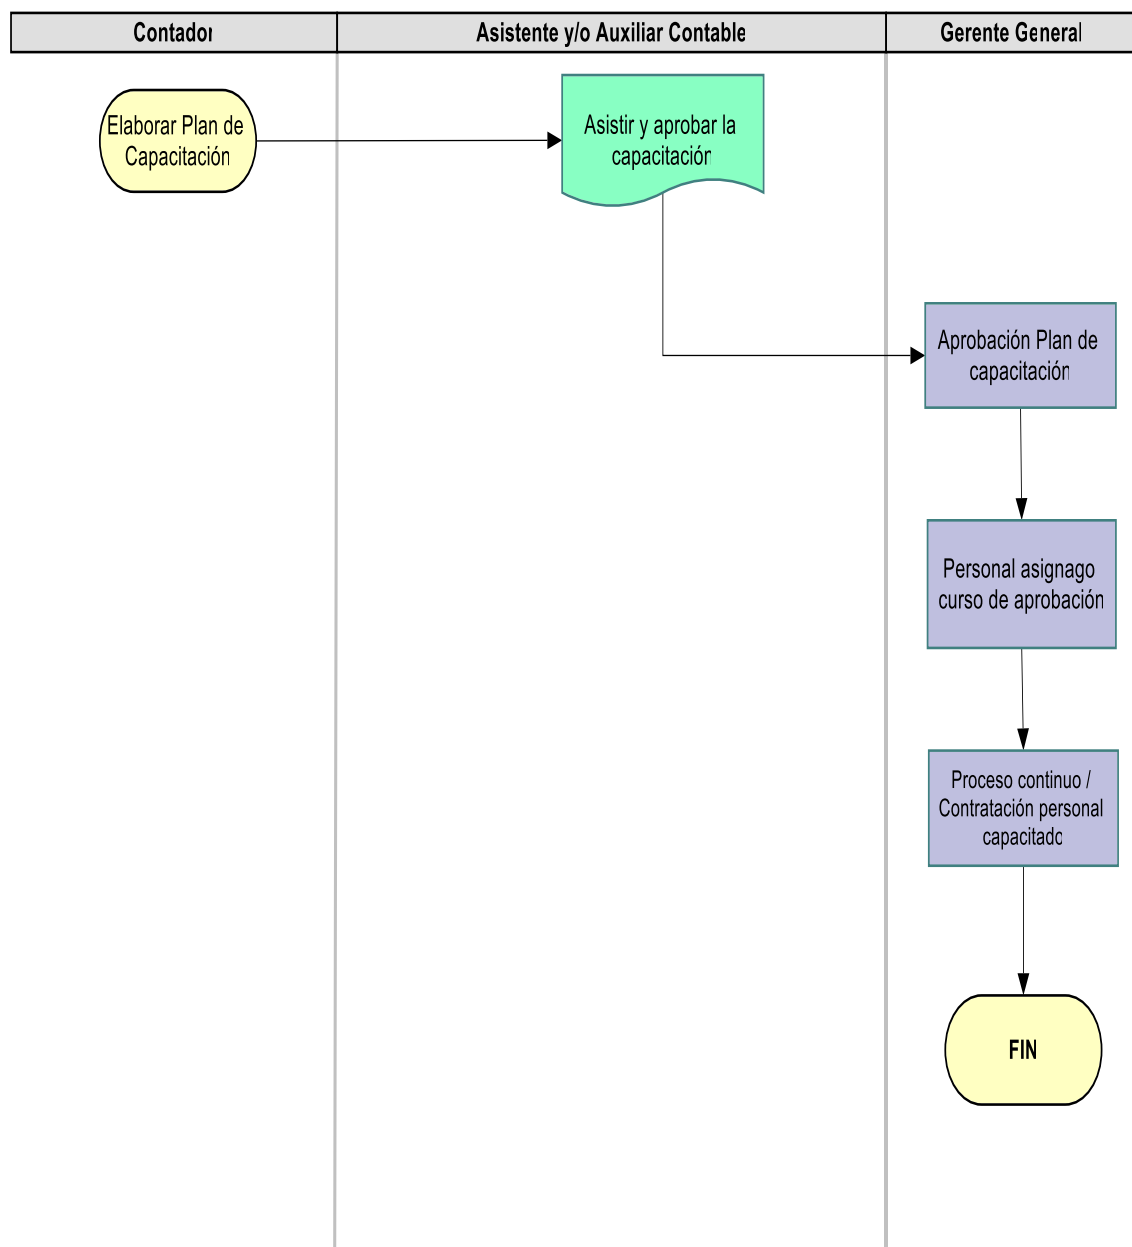 Contador
Asistente y/o Auxiliar Contable
Gerente General
Elaborar Plan de
Capacitación
Asistir y aprobar la
capacitación
Aprobación Plan de
capacitación
Personal asignago
curso de aprobación
Proceso continuo /
Contratación personal
capacitado
FIN